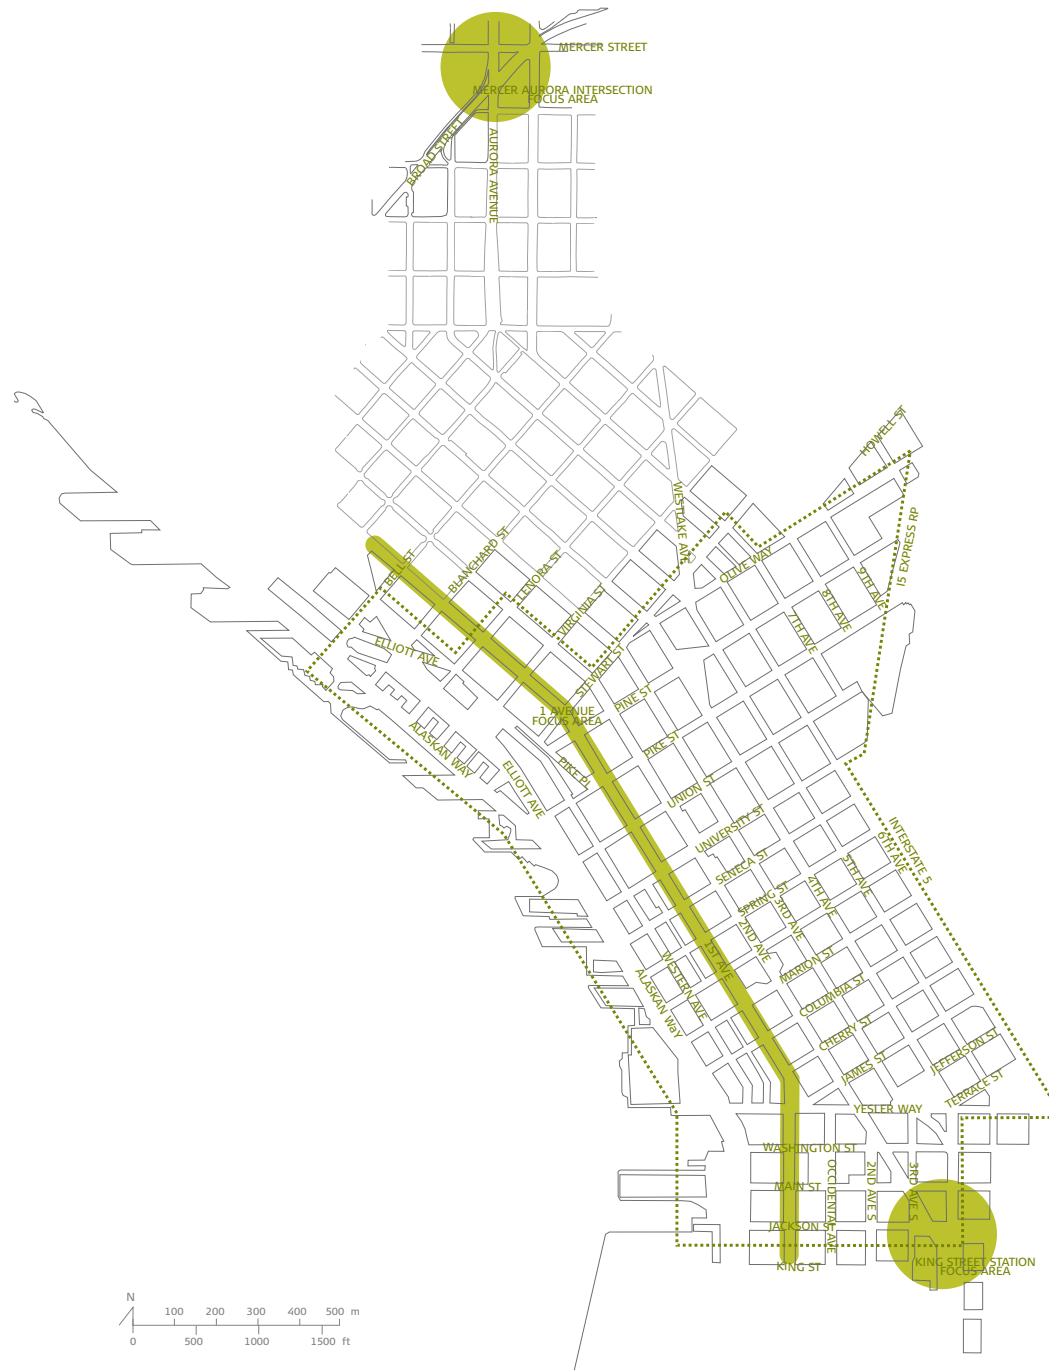 MERCER STREET
MERCER AURORA INTERSECTION
FOCUS AREA
BROAD STREET
AURORA AVENUE
HOWELL ST
WESTLAKE AVE
I5 EXPRESS RP
BELL ST
BLANCHARD ST
LENORA ST
VIRGINIA ST
OLIVE WAY
9TH AVE
8TH AVE
7TH AVE
ELLIOTT AVE
STEWART ST
PINE ST
1 AVENUE
FOCUS AREA
PIKE ST
ALASKAN WAY
ELLIOTT AVE
PIKE Pl
UNION ST
UNIVERSITY ST
SENECA ST
INTERSTATE 5
6TH AVE
5TH AVE
4TH AVE
SPRING ST
3RD AVE
2ND AVE
1ST AVE
MARION ST
WESTERN AVE
ALASKAN WaY
COLUMBIA ST
CHERRY ST
JAMES ST
JEFFERSON ST
TERRACE ST
YESLER WAY
WASHINGTON ST
OCCIDENTAL AVE
2ND AVE S
3RD AVE S
MAIN ST
JACKSON ST
KING ST
KING STREET STATION
FOCUS AREA
N
100 200 300 400 500 m
0 500 1000 1500 ft